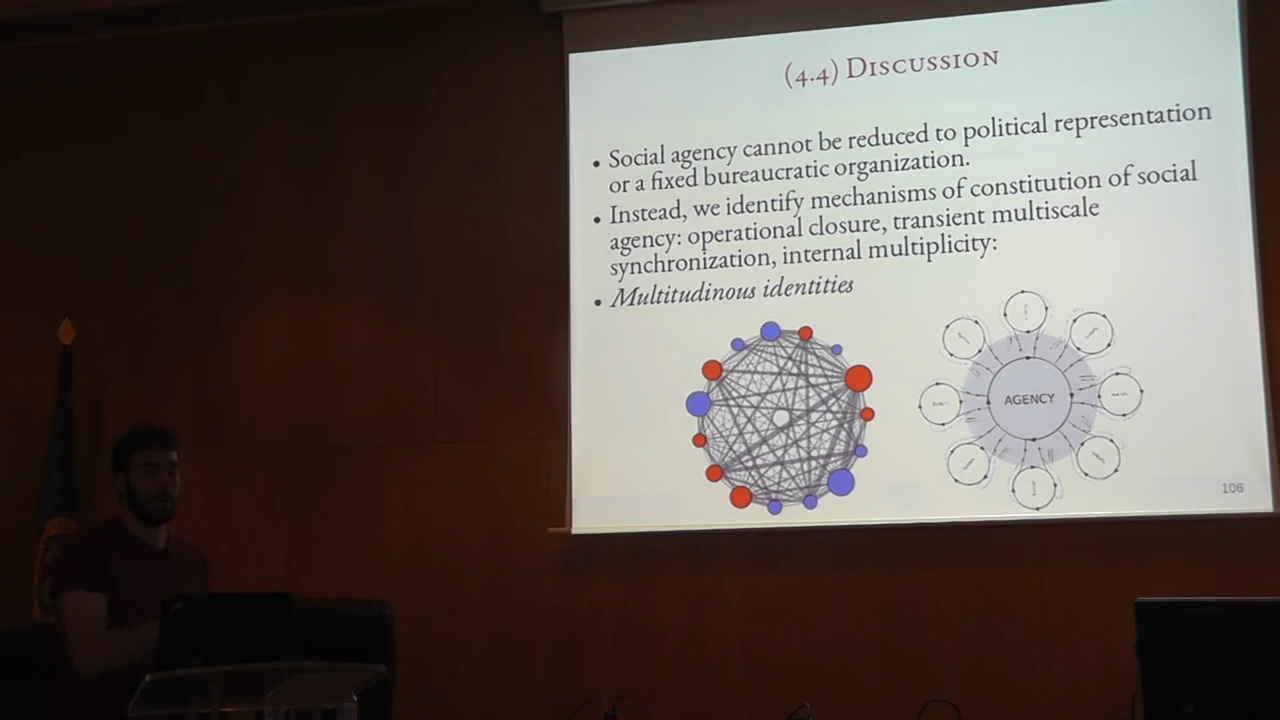 (4.4) Discussion
• Social agency cannot be reduced to political representation
or a fixed bureaucratic organization.
• Instead, we identify mechanisms of constitution of social
agency: operational closure, transient multiscale
synchronization, internal multiplicity:
• Multitudinous identities
AGENCY
106